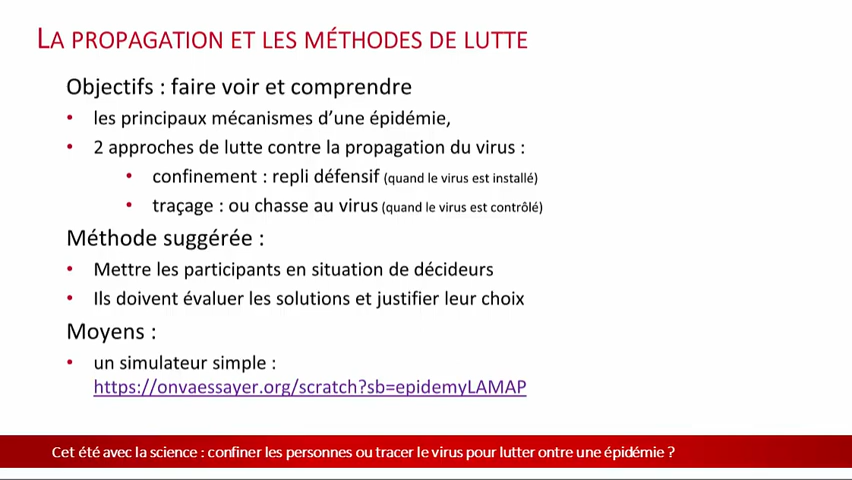 LA PROPAGATION ET LES MÉTHODES DE LUTTE
Objectifs : faire voir et comprendre
• les principaux mécanismes d’une épidémie,
• 2 approches de lutte contre la propagation du virus :
• confinement : repli défensif (quand le virus est installé)
• traçage : ou chasse au virus (quand le virus est contrôlé)
Méthode suggérée :
• Mettre les participants en situation de décideurs
• Ils doivent évaluer les solutions et justifier leur choix
Moyens :
• un simulateur simple :
https://onvaessayer.org/scratch?sb=epidemyLAMAP
Cet été avec la science : confiner les personnes ou tracer le virus pour lutter ontre une épidémie ?